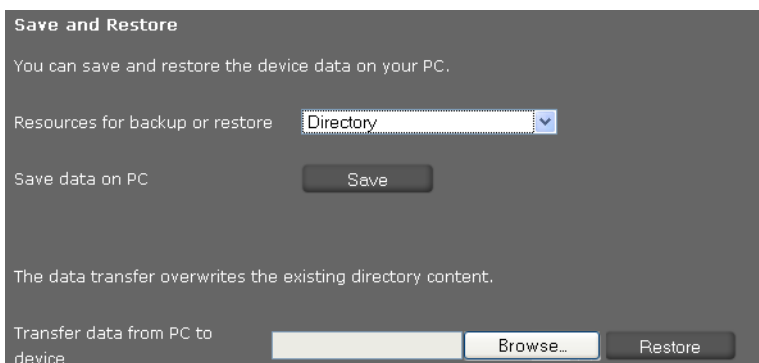 Save and Restore
You can save and restore the device data on your PC.
Resources for backup or restore Directory
Save data on PC Save
The data transfer overwrites the existing directory content.
Transfer data from PC to
device Browse... Restore